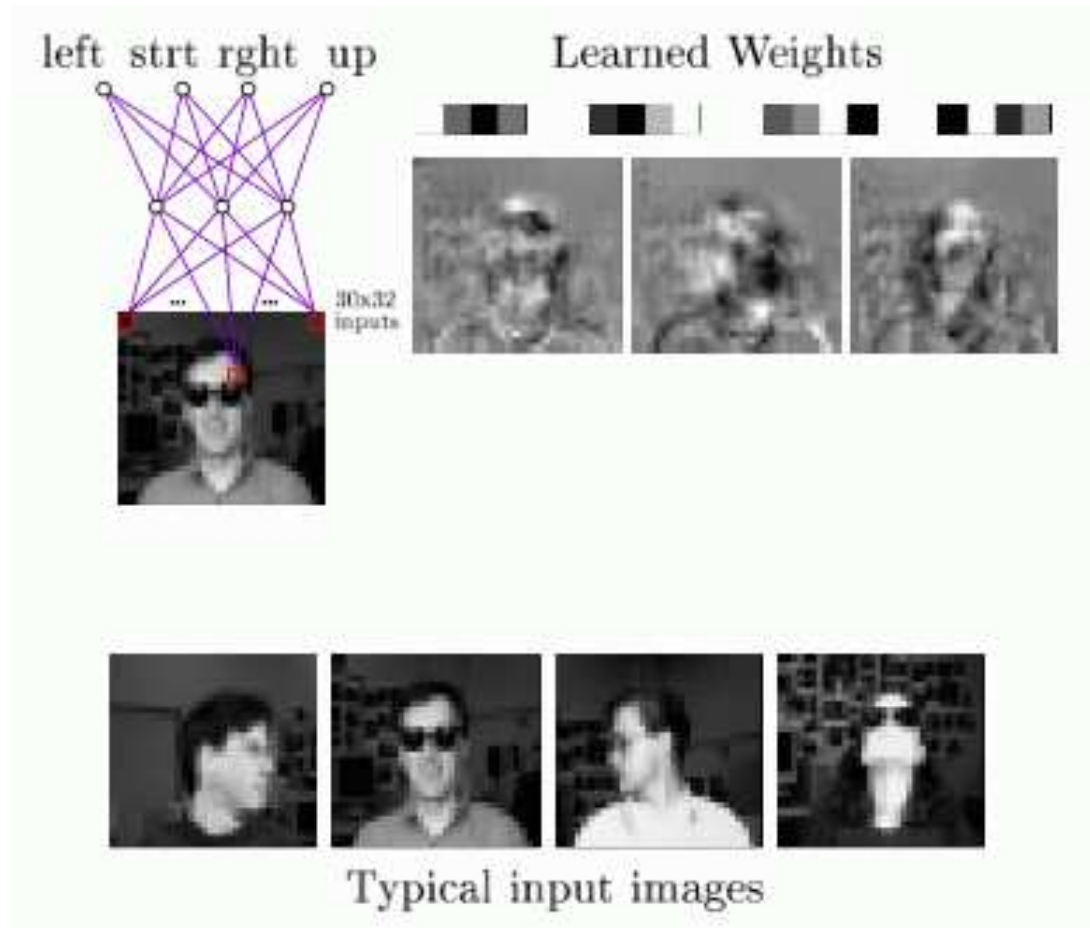 left strt rght up
Learned Weights
... ...
30x32
inputs
Typical input images